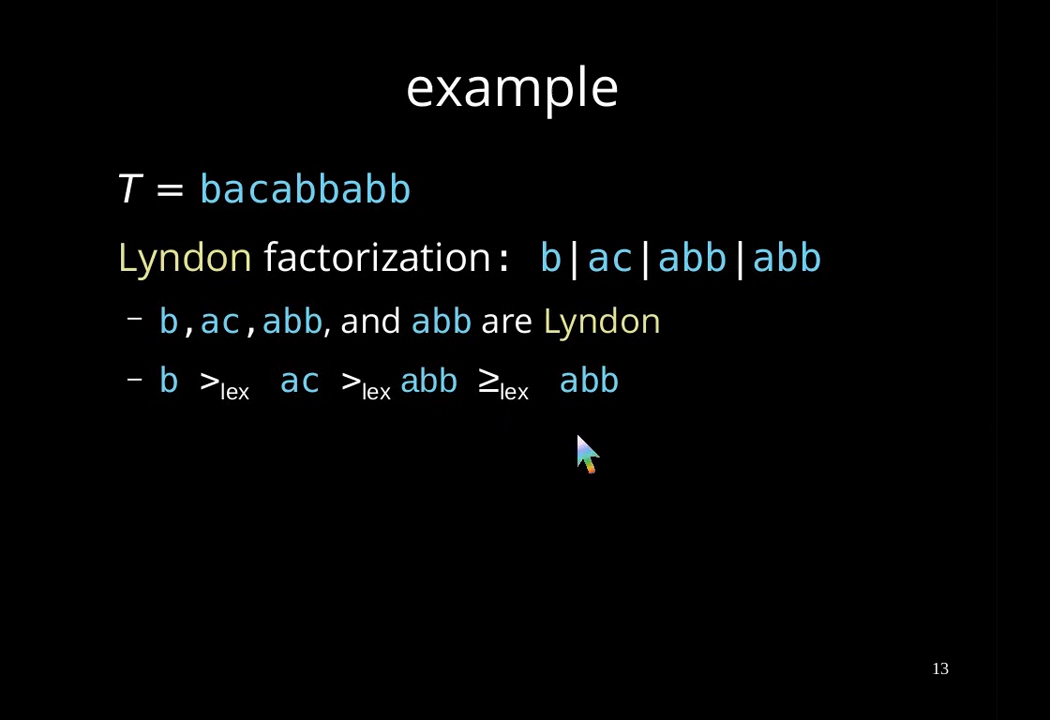 example
T = bacabbabb
Lyndon factorization: b|ac|abb|abb
– b,ac,abb, and abb are Lyndon
– b >lex ac >lex abb ≥lex abb
13